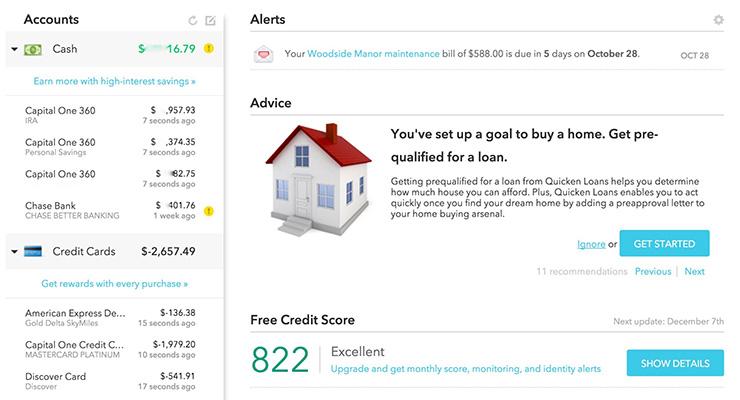 Accounts
Cash $ 16.79
Earn more with high-interest savings »
Capital One 360 $ ,957.93
IRA 7 seconds ago
Capital One 360 $ ,374.35
Personal Savings 7 seconds ago
Capital One 360 $ 82.75
7 seconds ago
Chase Bank $ 401.76
CHASE BETTER BANKING 1 week ago
Credit Cards $-2,657.49
Get rewards with every purchase »
American Express De... $-136.38
Gold Delta SkyMiles 15 seconds ago
Capital One Credit C... $-1,979.20
MASTERCARD PLATINUM 10 seconds ago
Discover Card $-541.91
Discover 17 seconds ago
Alerts
Your Woodside Manor maintenance bill of $588.00 is due in 5 days on October 28. OCT 28
Advice
You've set up a goal to buy a home. Get pre-
qualified for a loan.
Getting prequalified for a loan from Quicken Loans helps you determine
how much house you can afford. Plus, Quicken Loans enables you to act
quickly once you find your dream home by adding a preapproval letter to
your home buying arsenal.
Ignore or GET STARTED
11 recommendations Previous | Next
Free Credit Score Next update: December 7th
822 Excellent
Upgrade and get monthly score, monitoring, and identity alerts
SHOW DETAILS